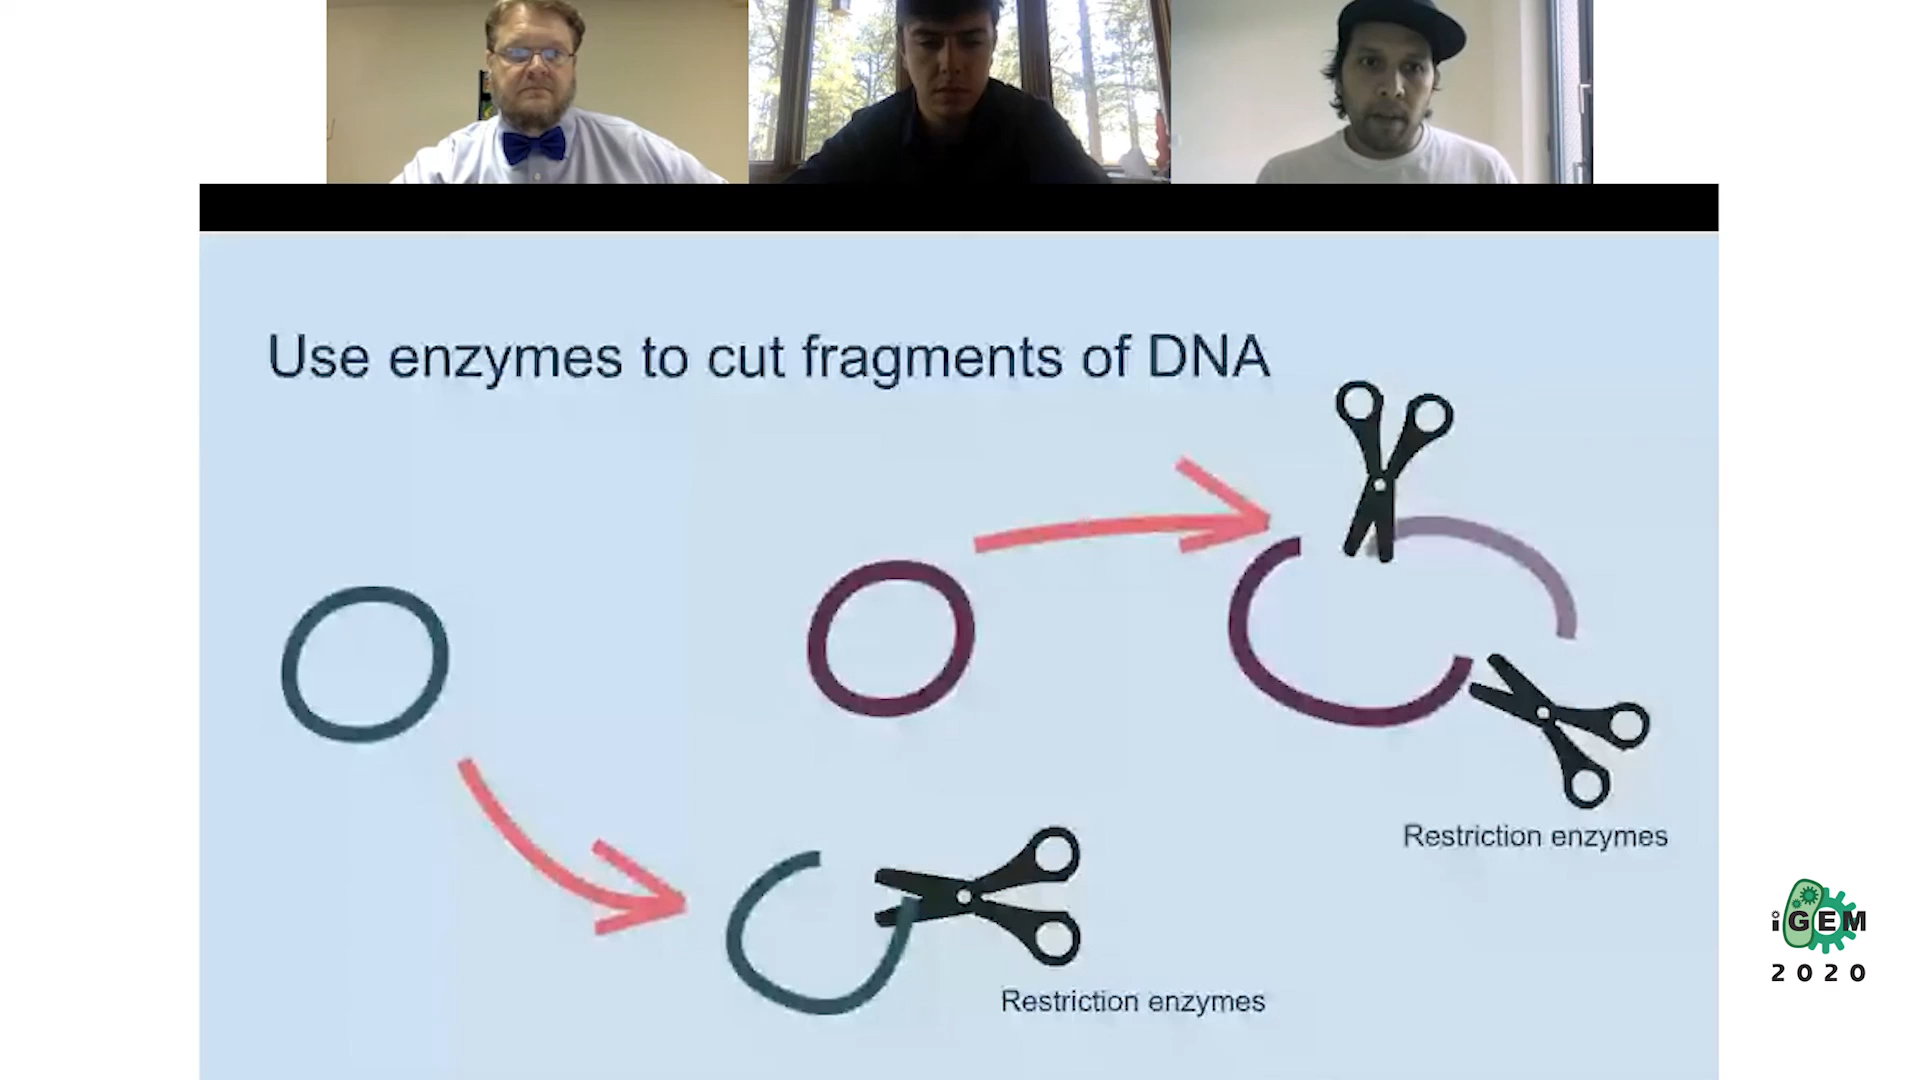 Use enzymes to cut fragments of DNA
Restriction enzymes
Restriction enzymes
iGEM
2020